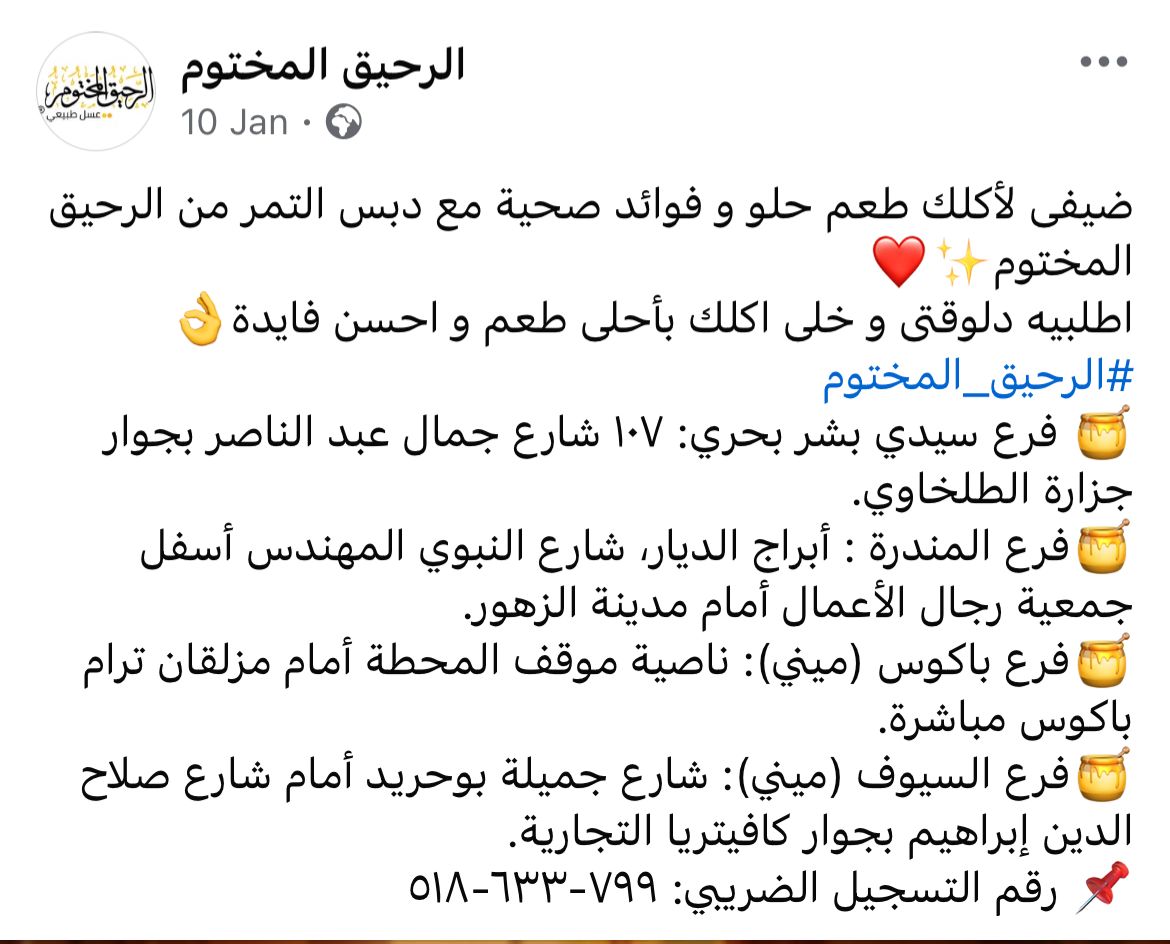 الرحيق المختوم
10 Jan
الرحيق المختوم
عسل طبيعي
ضيفى لأكلك طعم حلو و فوائد صحية مع دبس التمر من الرحيق
المختوم✨❤️
اطلبيه دلوقتى و خلى اكلك بأحلى طعم و احسن فايدة👌
#الرحيق_المختوم
🍯 فرع سيدي بشر بحري: ١٠٧ شارع جمال عبد الناصر بجوار
جزارة الطلخاوي.
🍯فرع المندرة : أبراج الديار، شارع النبوي المهندس أسفل
جمعية رجال الأعمال أمام مدينة الزهور.
🍯فرع باكوس (ميني): ناصية موقف المحطة أمام مزلقان ترام
باكوس مباشرة.
🍯فرع السيوف (ميني): شارع جميلة بوحريد أمام شارع صلاح
الدين إبراهيم بجوار كافيتريا التجارية.
📌 رقم التسجيل الضريبي: ٧٩٩-٦٣٣-٥١٨